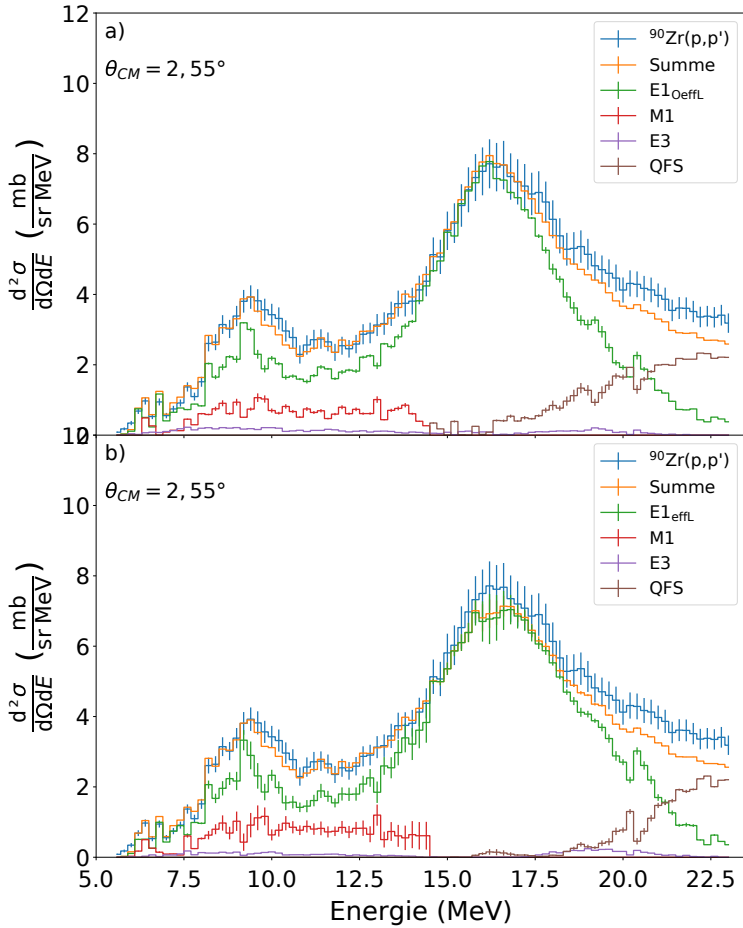 12
a)
θ_CM = 2, 55°
10
8
6
4
2
0
d²σ/dΩdE (mb/sr MeV)
⁹⁰Zr(p,p')
Summe
E1_OeffL
M1
E3
QFS
12
b)
θ_CM = 2, 55°
10
8
6
4
2
0
d²σ/dΩdE (mb/sr MeV)
⁹⁰Zr(p,p')
Summe
E1_effL
M1
E3
QFS
5.0 7.5 10.0 12.5 15.0 17.5 20.0 22.5
Energie (MeV)